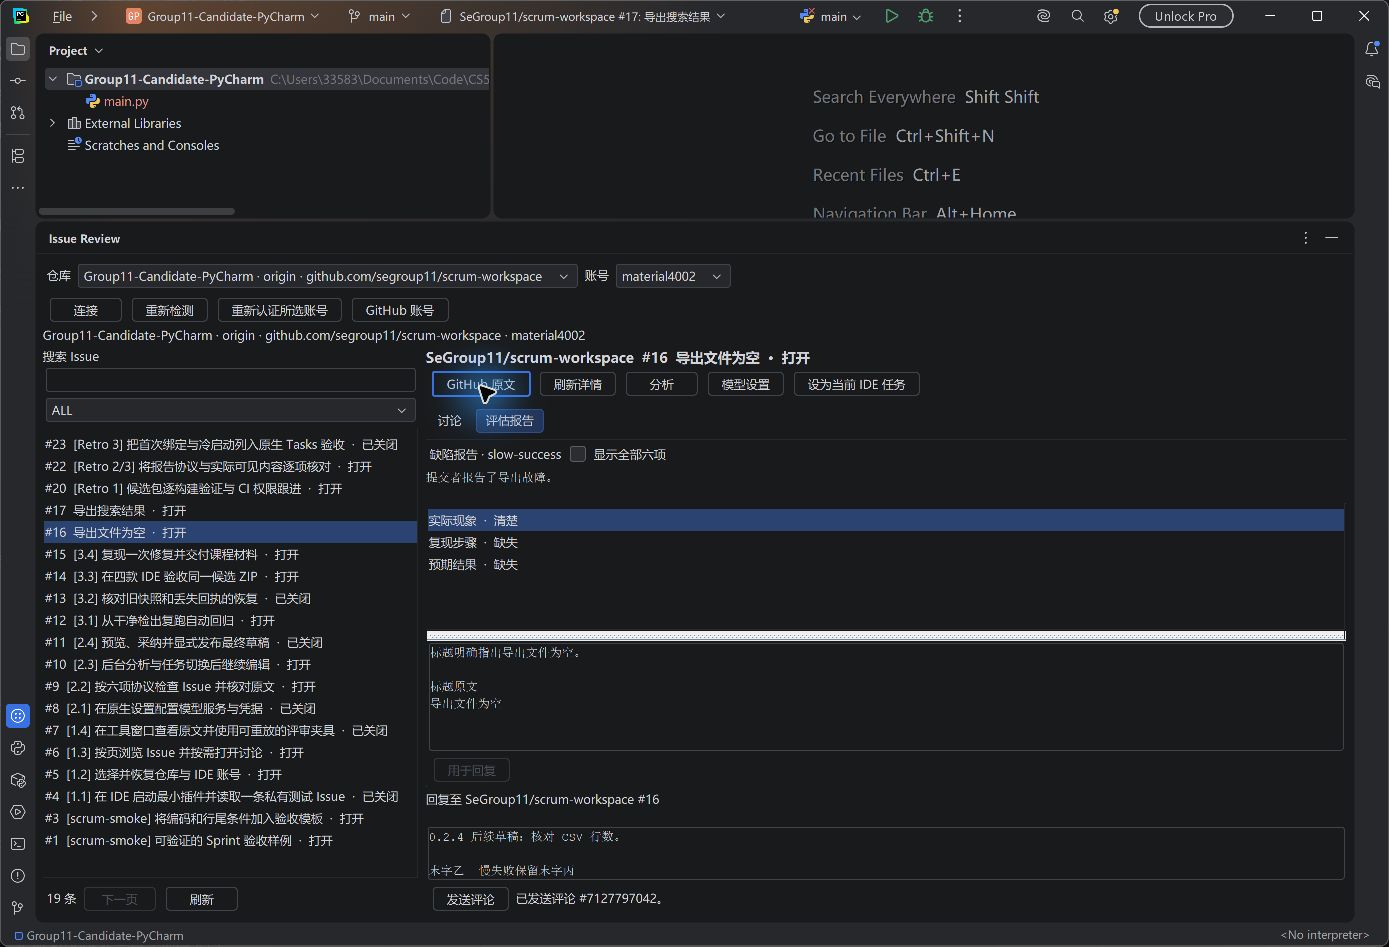 File
GP Group11-Candidate-PyCharm
main
SeGroup11/scrum-workspace #17: 导出搜索结果
main
Unlock Pro
Project
Group11-Candidate-PyCharm C:\Users\33583\Documents\Code\CS5
main.py
External Libraries
Scratches and Consoles
Search Everywhere Shift Shift
Go to File Ctrl+Shift+N
Recent Files Ctrl+E
Navigation Bar Alt+Home
Issue Review
仓库 Group11-Candidate-PyCharm · origin · github.com/segroup11/scrum-workspace 账号 material4002
连接 重新检测 重新认证所选账号 GitHub 账号
Group11-Candidate-PyCharm · origin · github.com/segroup11/scrum-workspace · material4002
搜索 Issue
ALL
#23 [Retro 3] 把首次绑定与冷启动列入原生 Tasks 验收 · 已关闭
#22 [Retro 2/3] 将报告协议与实际可见内容逐项核对 · 打开
#20 [Retro 1] 候选包逐构建验证与 CI 权限跟进 · 打开
#17 导出搜索结果 · 打开
#16 导出文件为空 · 打开
#15 [3.4] 复现一次修复并交付课程材料 · 打开
#14 [3.3] 在四款 IDE 验收同一候选 ZIP · 打开
#13 [3.2] 核对旧快照和丢失回执的恢复 · 已关闭
#12 [3.1] 从干净检出复跑自动回归 · 打开
#11 [2.4] 预览、采纳并显式发布最终草稿 · 已关闭
#10 [2.3] 后台分析与任务切换后继续编辑 · 打开
#9 [2.2] 按六项协议检查 Issue 并核对原文 · 打开
#8 [2.1] 在原生设置配置模型服务与凭据 · 已关闭
#7 [1.4] 在工具窗口查看原文并使用可重放的评审夹具 · 已关闭
#6 [1.3] 按页浏览 Issue 并按需打开讨论 · 打开
#5 [1.2] 选择并恢复仓库与 IDE 账号 · 打开
#4 [1.1] 在 IDE 启动最小插件并读取一条私有测试 Issue · 已关闭
#3 [scrum-smoke] 将编码和行尾条件加入验收模板 · 打开
#1 [scrum-smoke] 可验证的 Sprint 验收样例 · 打开
19 条 下一页 刷新
SeGroup11/scrum-workspace #16 导出文件为空 • 打开
GitHub 原文 刷新详情 分析 模型设置 设为当前 IDE 任务
讨论 评估报告
缺陷报告 · slow-success 显示全部六项
提交者报告了导出故障。
实际现象 · 清楚
复现步骤 · 缺失
预期结果 · 缺失
标题明确指出导出文件为空。
标题原文
导出文件为空
用于回复
回复至 SeGroup11/scrum-workspace #16
0.2.4 后续草稿：核对 CSV 行数。
末字乙 慢失败保留末字丙
发送评论 已发送评论 #7127797042。
Group11-Candidate-PyCharm
<No interpreter>